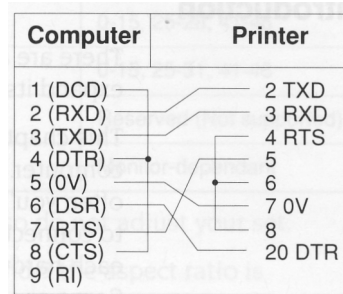 Computer Printer
1 (DCD) 2 TXD
2 (RXD) 3 RXD
3 (TXD) 4 RTS
4 (DTR) 5
5 (0V) 6
6 (DSR) 7 0V
7 (RTS) 8
8 (CTS) 20 DTR
9 (RI)